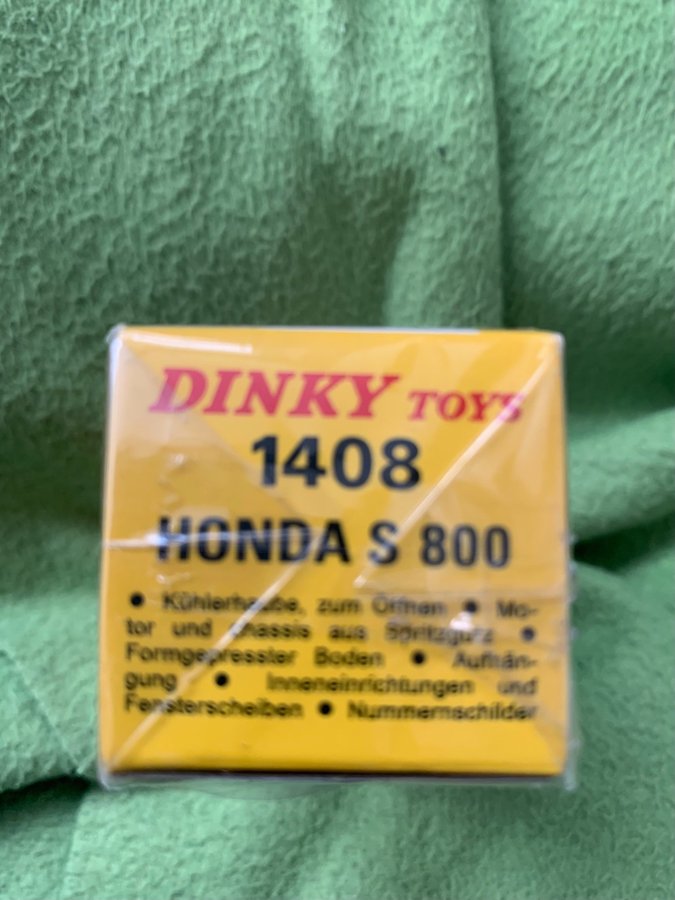 DINKY TOYS
1408
HONDA S 800
• Kühlerhaube, zum Öffnen • Mo-
tor und chassis aus Spritzguß •
Formgepresster Boden • Aufhän-
gung • Inneneinrichtungen und
Fensterscheiben • Nummernschilder